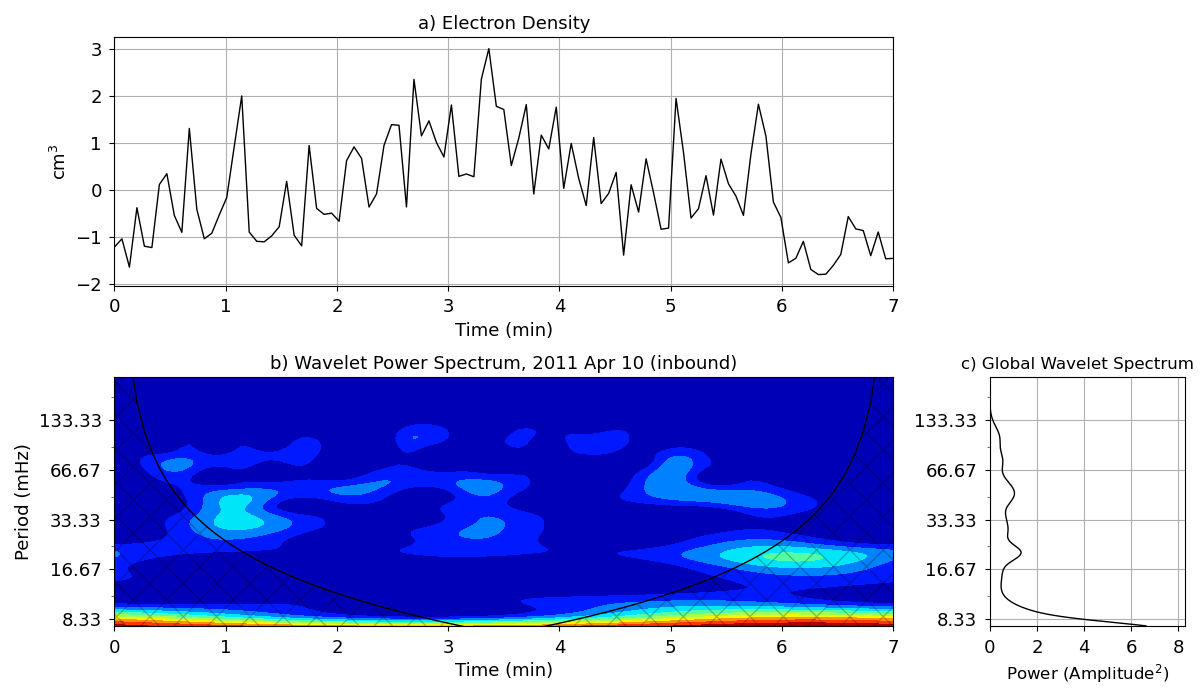 a) Electron Density
3
2
1
0
−1
−2
cm³
0 1 2 3 4 5 6 7
Time (min)
b) Wavelet Power Spectrum, 2011 Apr 10 (inbound)
c) Global Wavelet Spectrum
133.33
66.67
33.33
16.67
8.33
Period (mHz)
133.33
66.67
33.33
16.67
8.33
0 1 2 3 4 5 6 7
0 2 4 6 8
Time (min)
Power (Amplitude²)